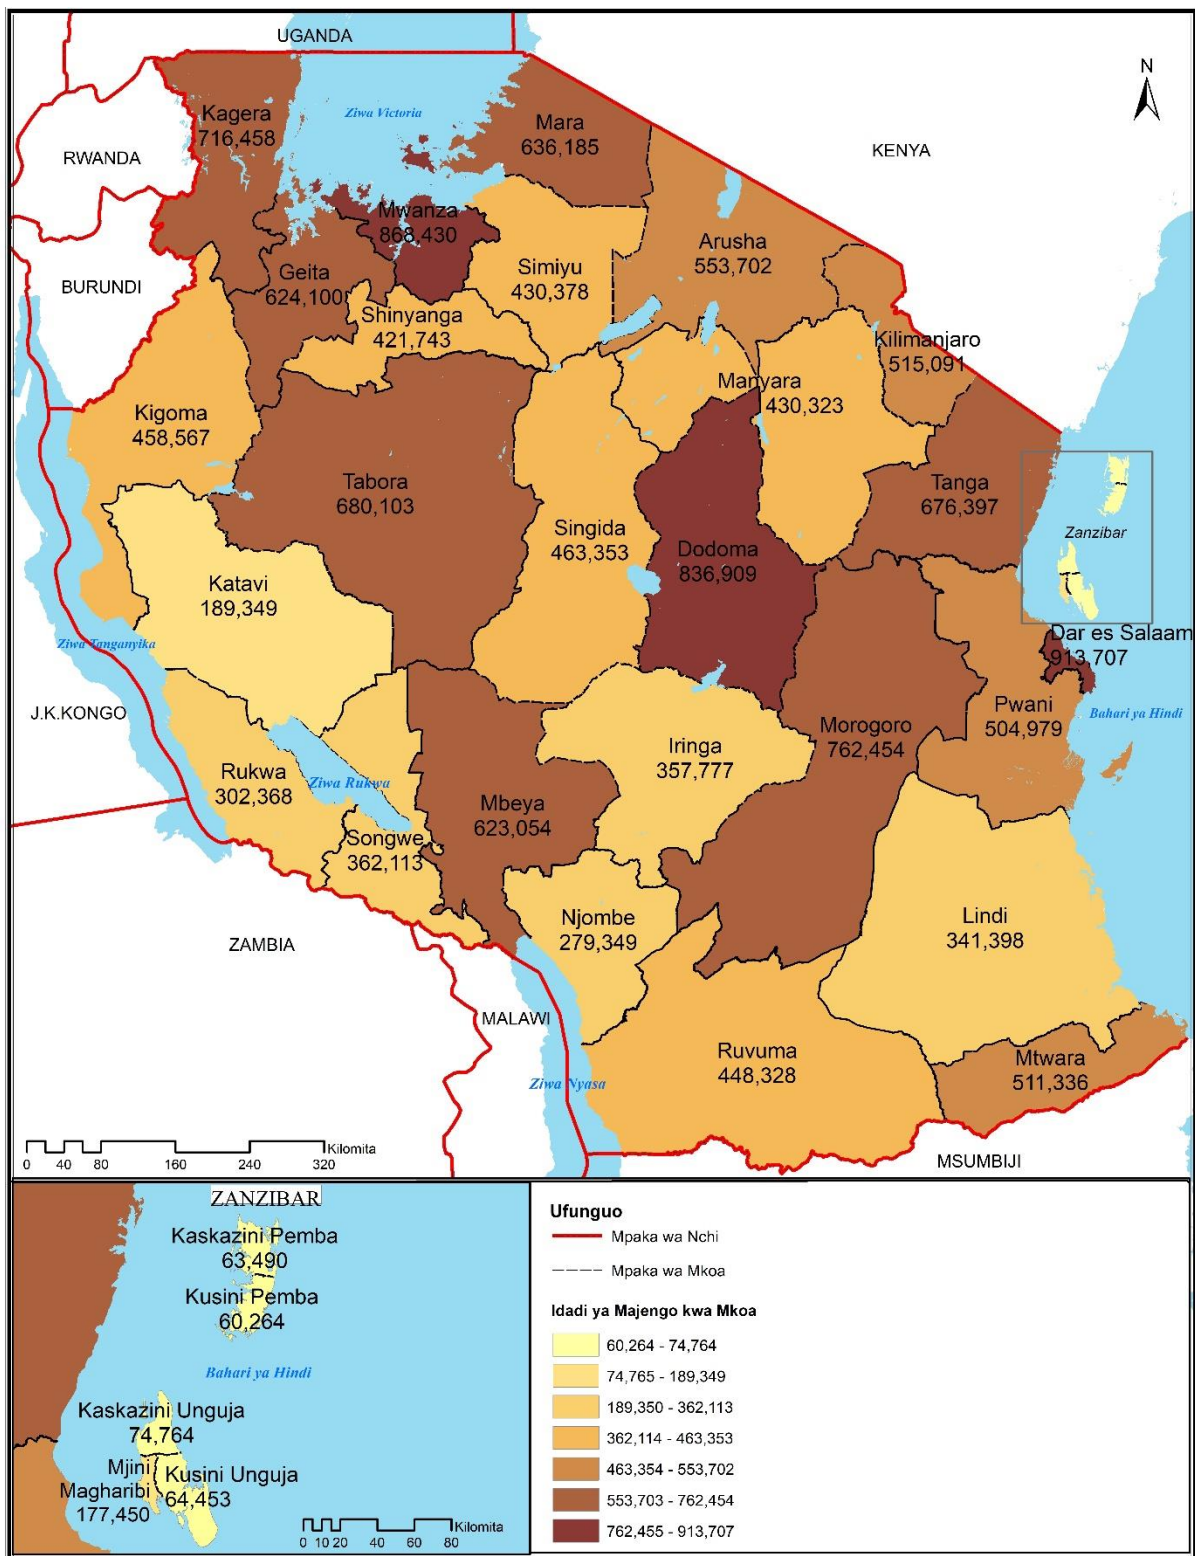 UGANDA
N
Kagera
716,458
Ziwa Victoria
Mara
636,185
KENYA
RWANDA
Mwanza
868,430
Arusha
553,702
BURUNDI
Geita
624,100
Simiyu
430,378
Shinyanga
421,743
Kilimanjaro
515,091
Kigoma
458,567
Manyara
430,323
Tabora
680,103
Tanga
676,397
Singida
463,353
Zanzibar
Dodoma
836,909
Katavi
189,349
Ziwa Tanganyika
Dar es Salaam
913,707
J.K.KONGO
Pwani
504,979
Bahari ya Hindi
Morogoro
762,454
Iringa
357,777
Rukwa
302,368
Ziwa Rukwa
Mbeya
623,054
Songwe
362,113
Njombe
279,349
Lindi
341,398
ZAMBIA
MALAWI
Ruvuma
448,328
Mtwara
511,336
Ziwa Nyasa
Kilomita
0 40 80 160 240 320
MSUMBIJI
ZANZIBAR
Kaskazini Pemba
63,490
Kusini Pemba
60,264
Bahari ya Hindi
Kaskazini Unguja
74,764
Mjini
Magharibi
177,450
Kusini Unguja
64,453
Kilomita
0 10 20 40 60 80
Ufunguo
Mpaka wa Nchi
Mpaka wa Mkoa
Idadi ya Majengo kwa Mkoa
60,264 - 74,764
74,765 - 189,349
189,350 - 362,113
362,114 - 463,353
463,354 - 553,702
553,703 - 762,454
762,455 - 913,707